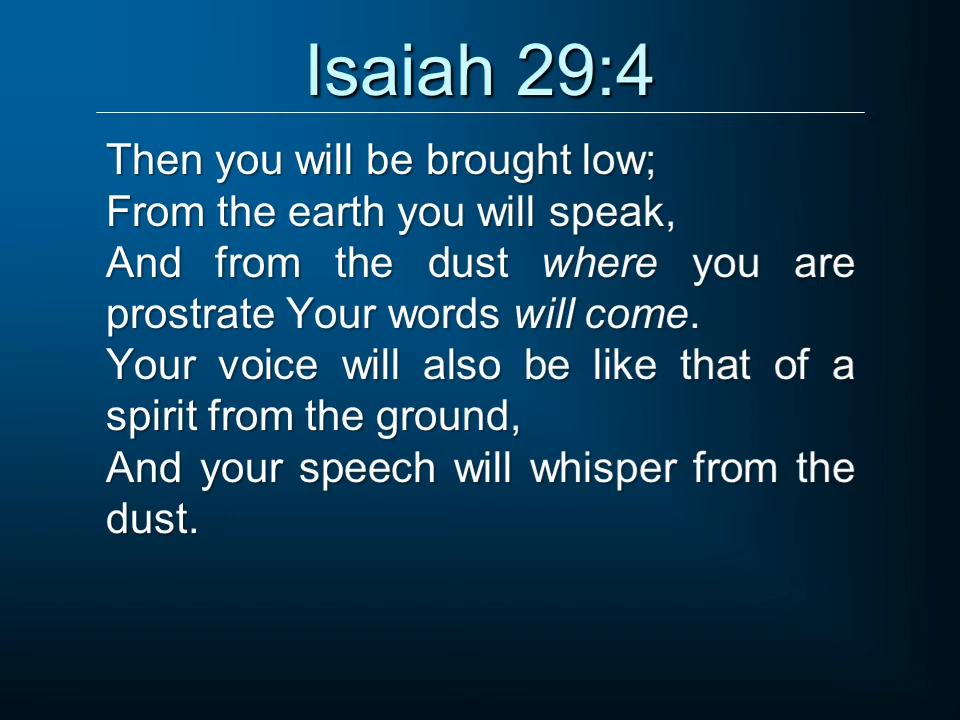 Isaiah 29:4
Then you will be brought low;
From the earth you will speak,
And from the dust where you are
prostrate Your words will come.
Your voice will also be like that of a
spirit from the ground,
And your speech will whisper from the
dust.